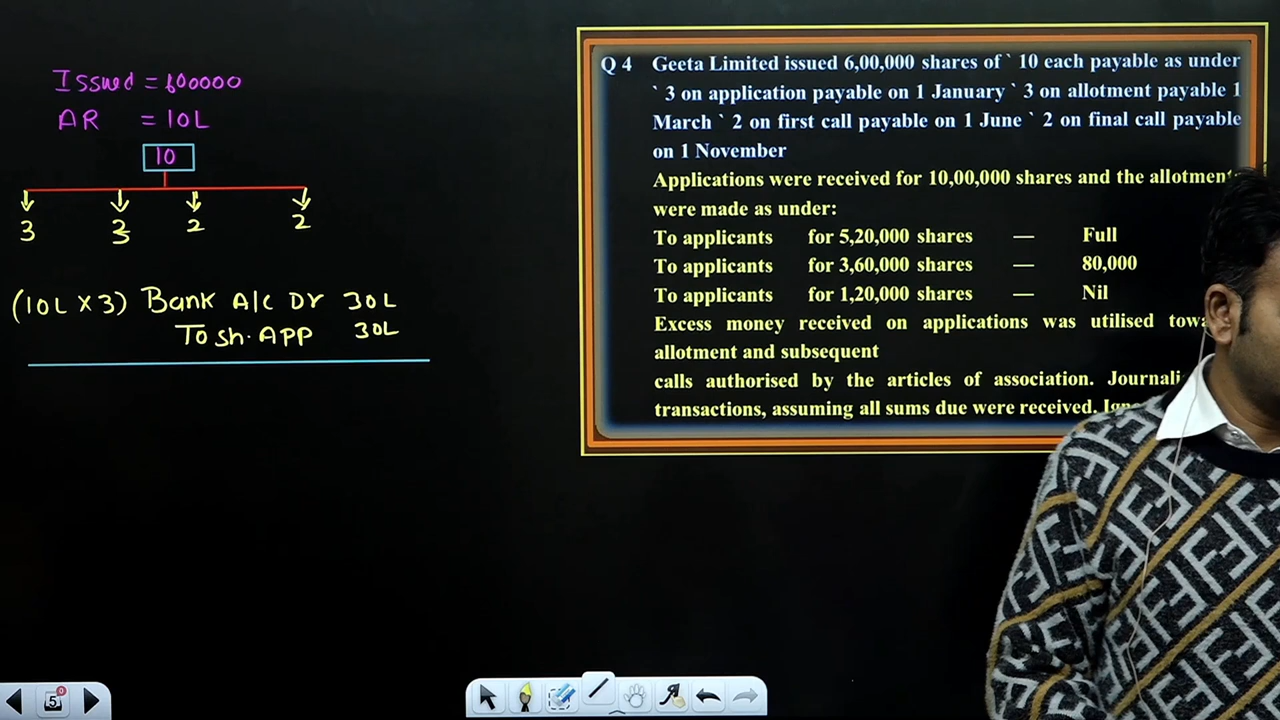 Issued = 600000
AR = 10L
10
3 3 2 2
(10L x 3) Bank A/c Dr 30L
To sh. App 30L
Q 4 Geeta Limited issued 6,00,000 shares of ` 10 each payable as under
` 3 on application payable on 1 January ` 3 on allotment payable 1
March ` 2 on first call payable on 1 June ` 2 on final call payable
on 1 November
Applications were received for 10,00,000 shares and the allotment
were made as under:
To applicants for 5,20,000 shares — Full
To applicants for 3,60,000 shares — 80,000
To applicants for 1,20,000 shares — Nil
Excess money received on applications was utilised
allotment and subsequent
calls authorised by the articles of association.
transactions, assuming all sums due were received.
5
0